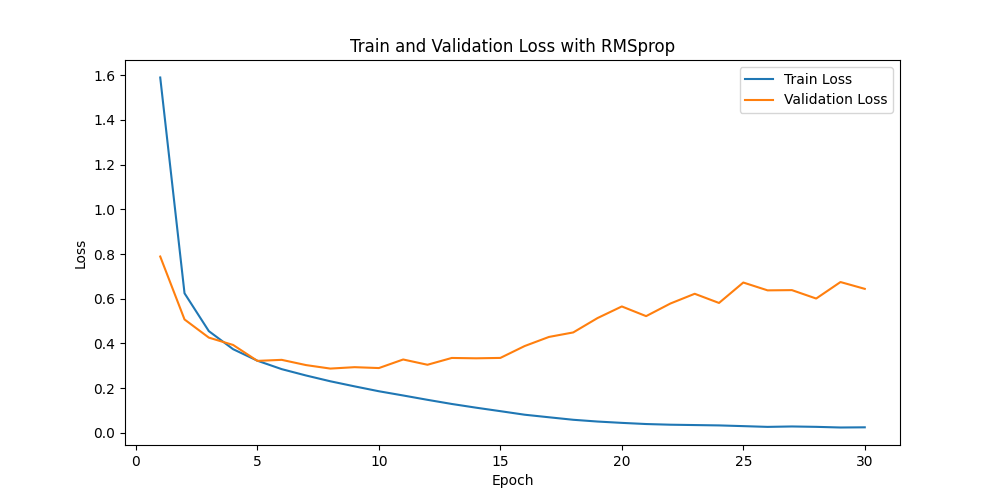 Train and Validation Loss with RMSprop
Train Loss
Validation Loss
Loss
1.6
1.4
1.2
1.0
0.8
0.6
0.4
0.2
0.0
0 5 10 15 20 25 30
Epoch